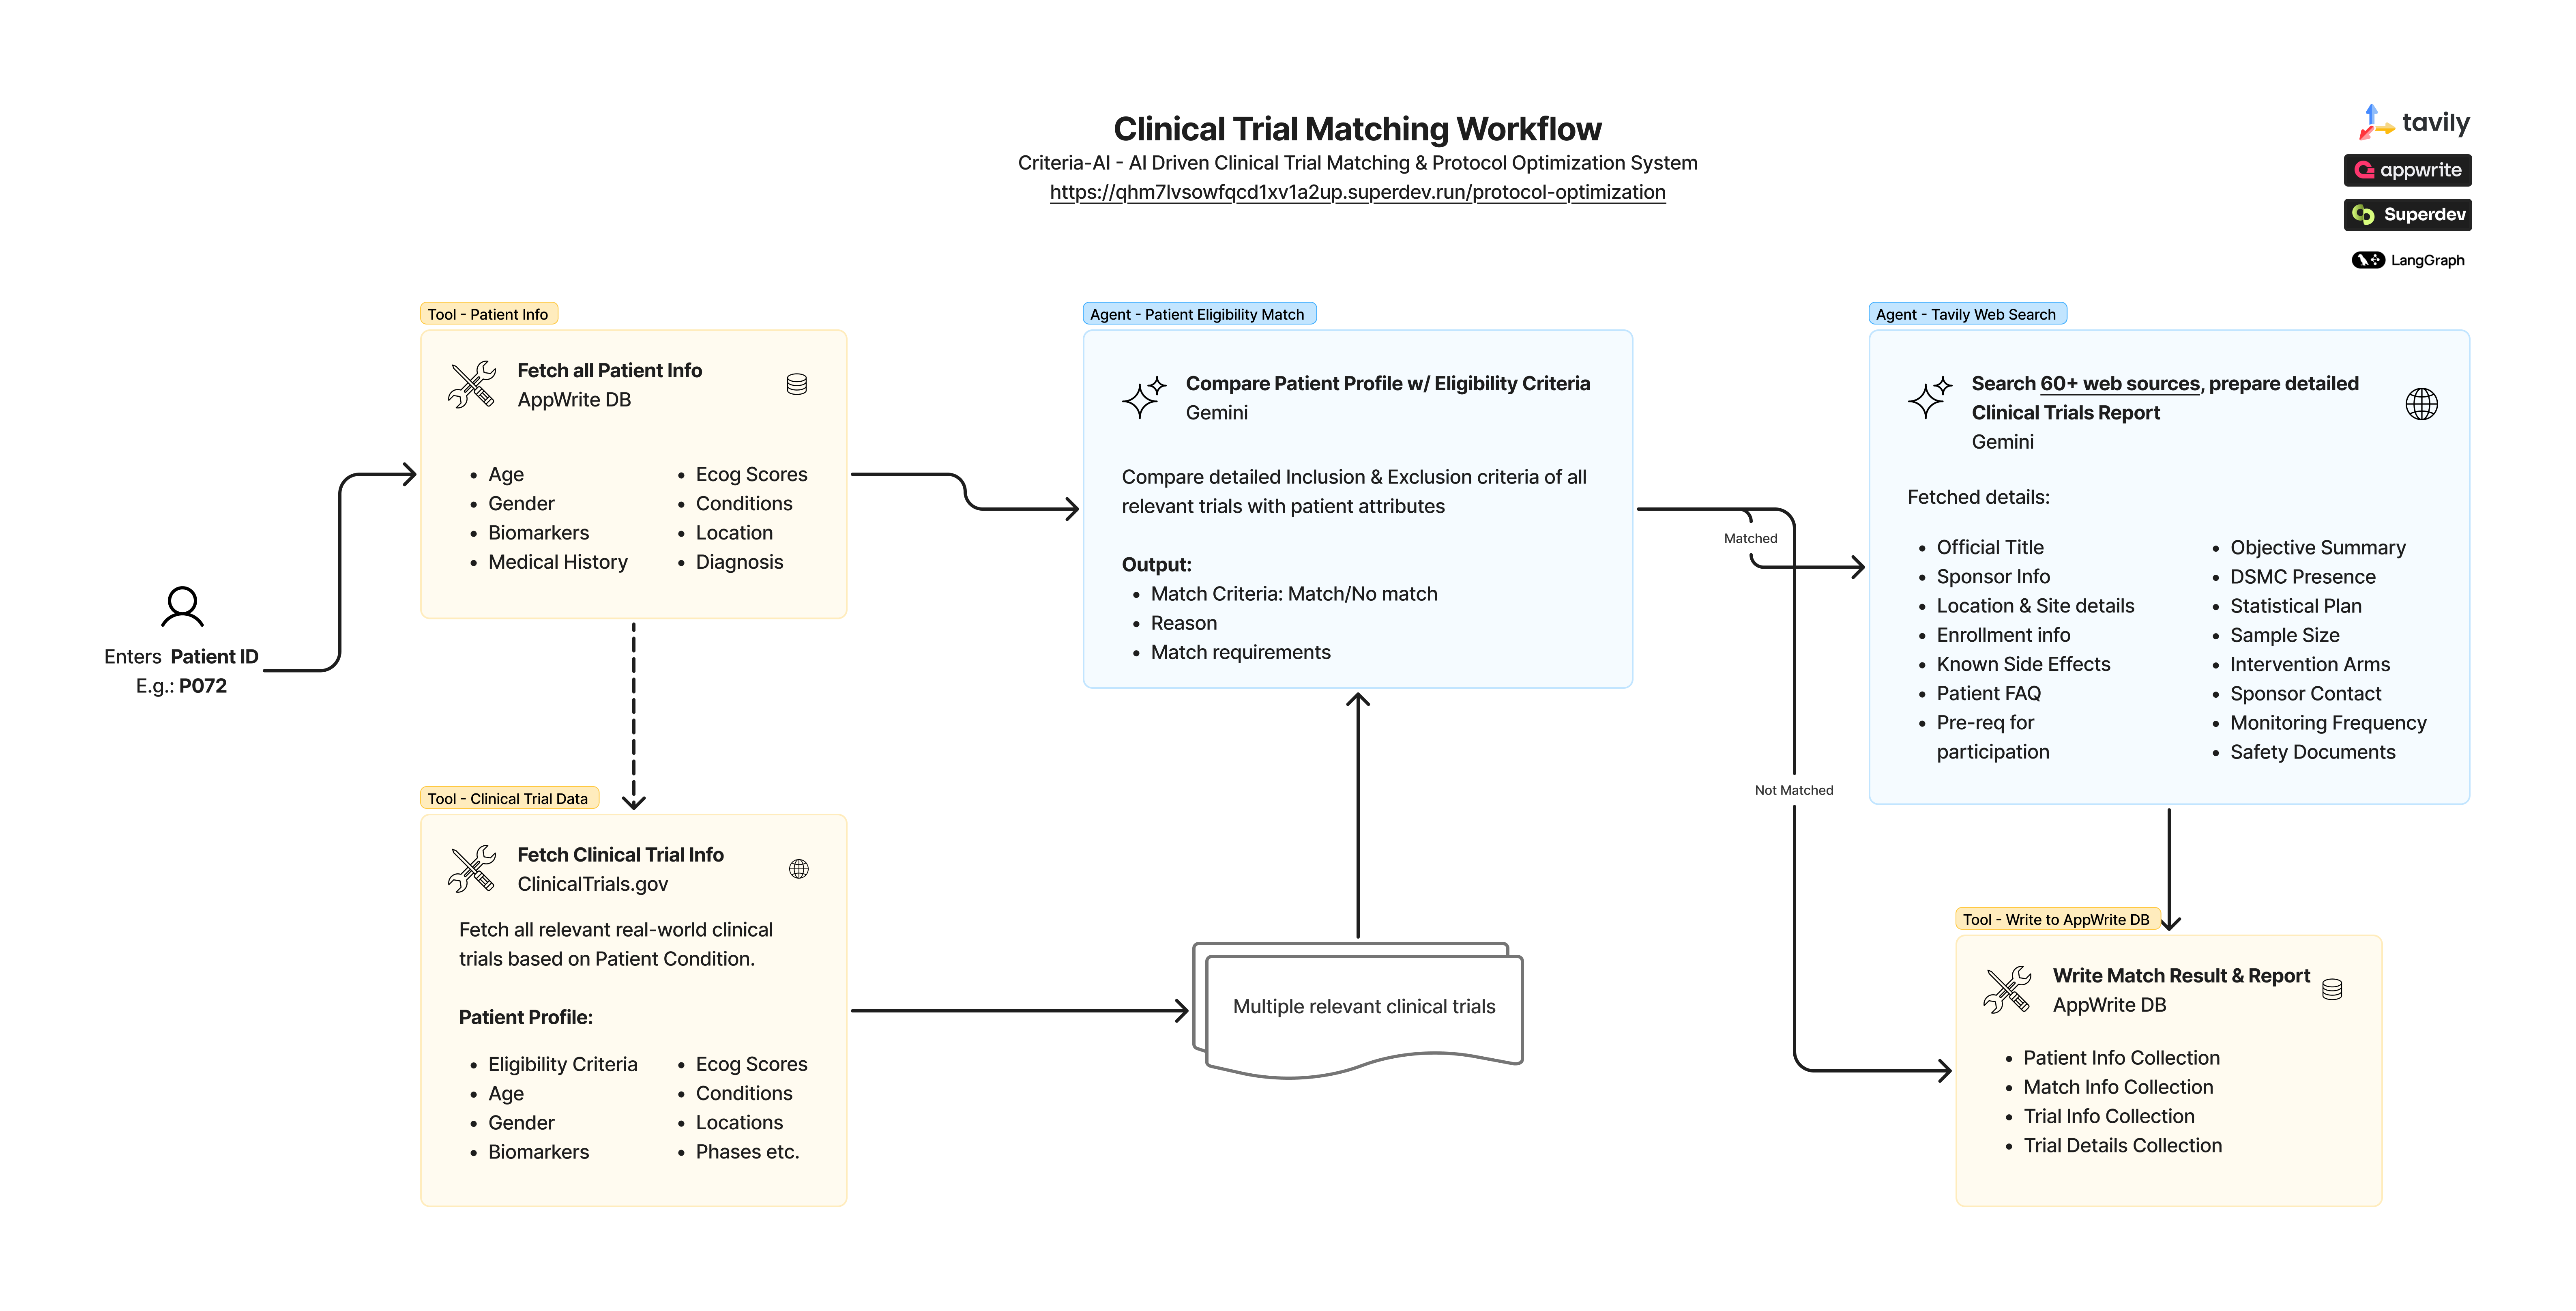 Clinical Trial Matching Workflow
Criteria-AI - AI Driven Clinical Trial Matching & Protocol Optimization System
https://qhm7lvsowfqcd1xv1a2up.superdev.run/protocol-optimization
tavily
appwrite
Superdev
LangGraph
Enters Patient ID
E.g.: P072
Tool - Patient Info
Fetch all Patient Info
AppWrite DB
• Age
• Gender
• Biomarkers
• Medical History
• Ecog Scores
• Conditions
• Location
• Diagnosis
Tool - Clinical Trial Data
Fetch Clinical Trial Info
ClinicalTrials.gov
Fetch all relevant real-world clinical
trials based on Patient Condition.
Patient Profile:
• Eligibility Criteria
• Age
• Gender
• Biomarkers
• Ecog Scores
• Conditions
• Locations
• Phases etc.
Multiple relevant clinical trials
Agent - Patient Eligibility Match
Compare Patient Profile w/ Eligibility Criteria
Gemini
Compare detailed Inclusion & Exclusion criteria of all
relevant trials with patient attributes
Output:
• Match Criteria: Match/No match
• Reason
• Match requirements
Matched
Not Matched
Agent - Tavily Web Search
Search 60+ web sources, prepare detailed
Clinical Trials Report
Gemini
Fetched details:
• Official Title
• Sponsor Info
• Location & Site details
• Enrollment info
• Known Side Effects
• Patient FAQ
• Pre-req for
participation
• Objective Summary
• DSMC Presence
• Statistical Plan
• Sample Size
• Intervention Arms
• Sponsor Contact
• Monitoring Frequency
• Safety Documents
Tool - Write to AppWrite DB
Write Match Result & Report
AppWrite DB
• Patient Info Collection
• Match Info Collection
• Trial Info Collection
• Trial Details Collection